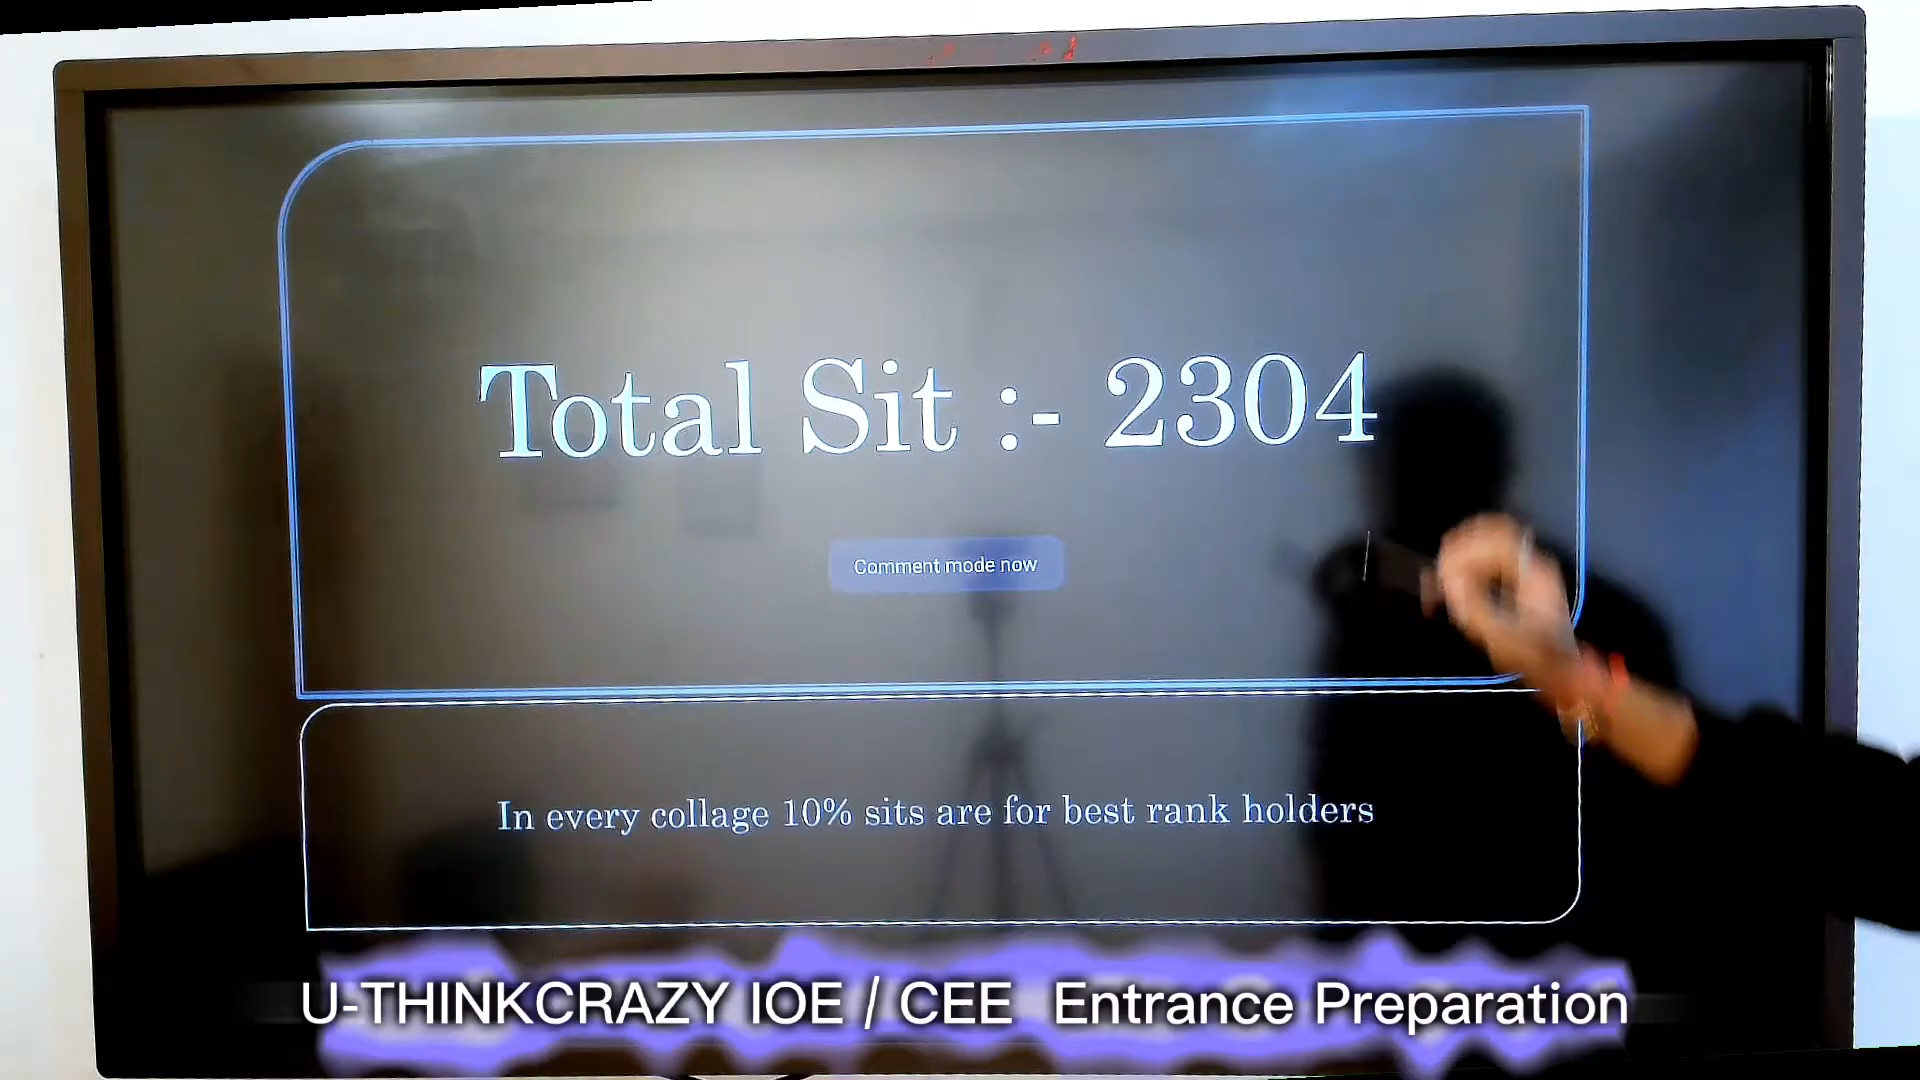 Total Sit :- 2304
Comment mode now
In every collage 10% sits are for best rank holders
U-THINKCRAZY IOE / CEE Entrance Preparation